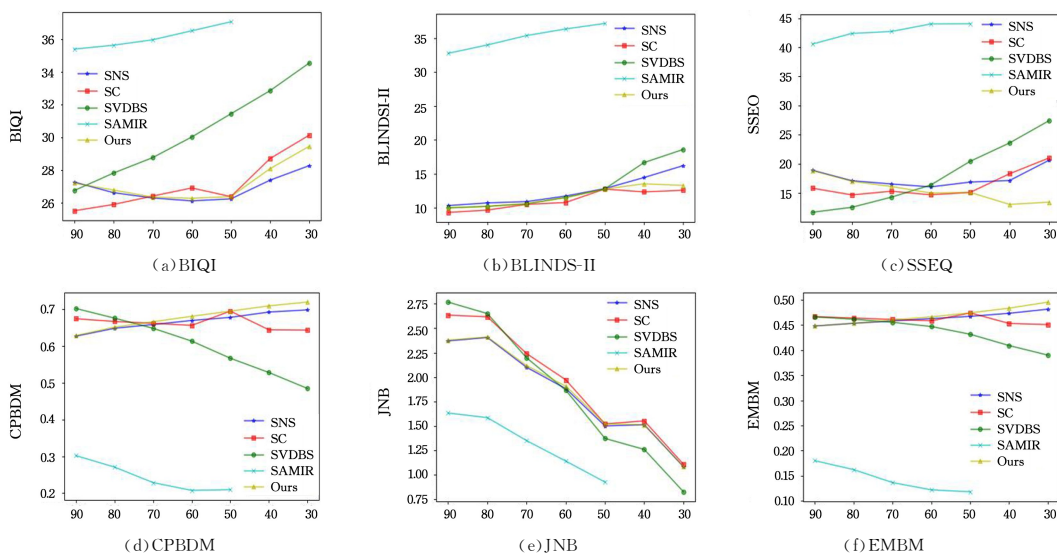 36
34
32
30
28
26
BIQI
SNS
SC
SVDBS
SAMIR
Ours
90 80 70 60 50 40 30
(a)BIQI
35
30
25
20
15
10
BLINDSI-II
SNS
SC
SVDBS
SAMIR
Ours
90 80 70 60 50 40 30
(b)BLINDS-II
45
40
35
30
25
20
15
SSEO
SNS
SC
SVDBS
SAMIR
Ours
90 80 70 60 50 40 30
(c)SSEQ
0.7
0.6
0.5
0.4
0.3
0.2
CPBDM
SNS
SC
SVDBS
SAMIR
Ours
90 80 70 60 50 40 30
(d)CPBDM
2.75
2.50
2.25
2.00
1.75
1.50
1.25
1.00
0.75
JNB
SNS
SC
SVDBS
SAMIR
Ours
90 80 70 60 50 40 30
(e)JNB
0.50
0.45
0.40
0.35
0.30
0.25
0.20
0.15
0.10
EMBM
SNS
SC
SVDBS
SAMIR
Ours
90 80 70 60 50 40 30
(f)EMBM